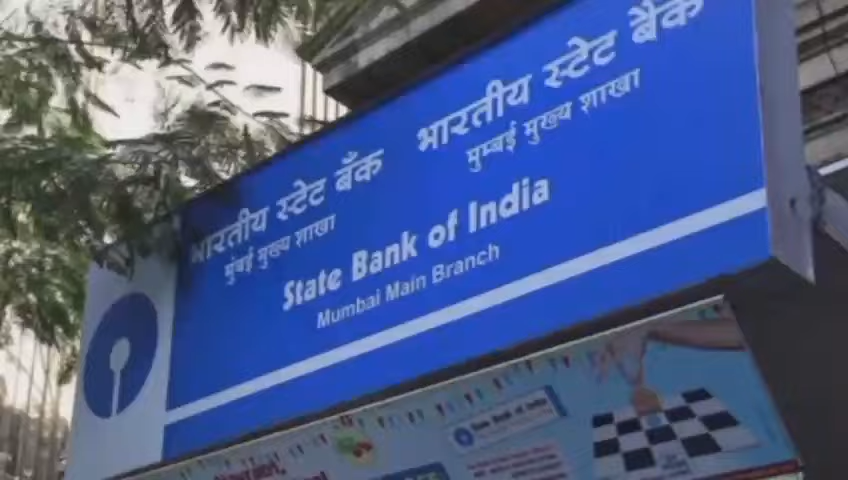 भारतीय स्टेट बँक
मुंबई मुख्य शाखा
भारतीय स्टेट बैंक
मुम्बई मुख्य शाखा
State Bank of India
Mumbai Main Branch
State Bank of India